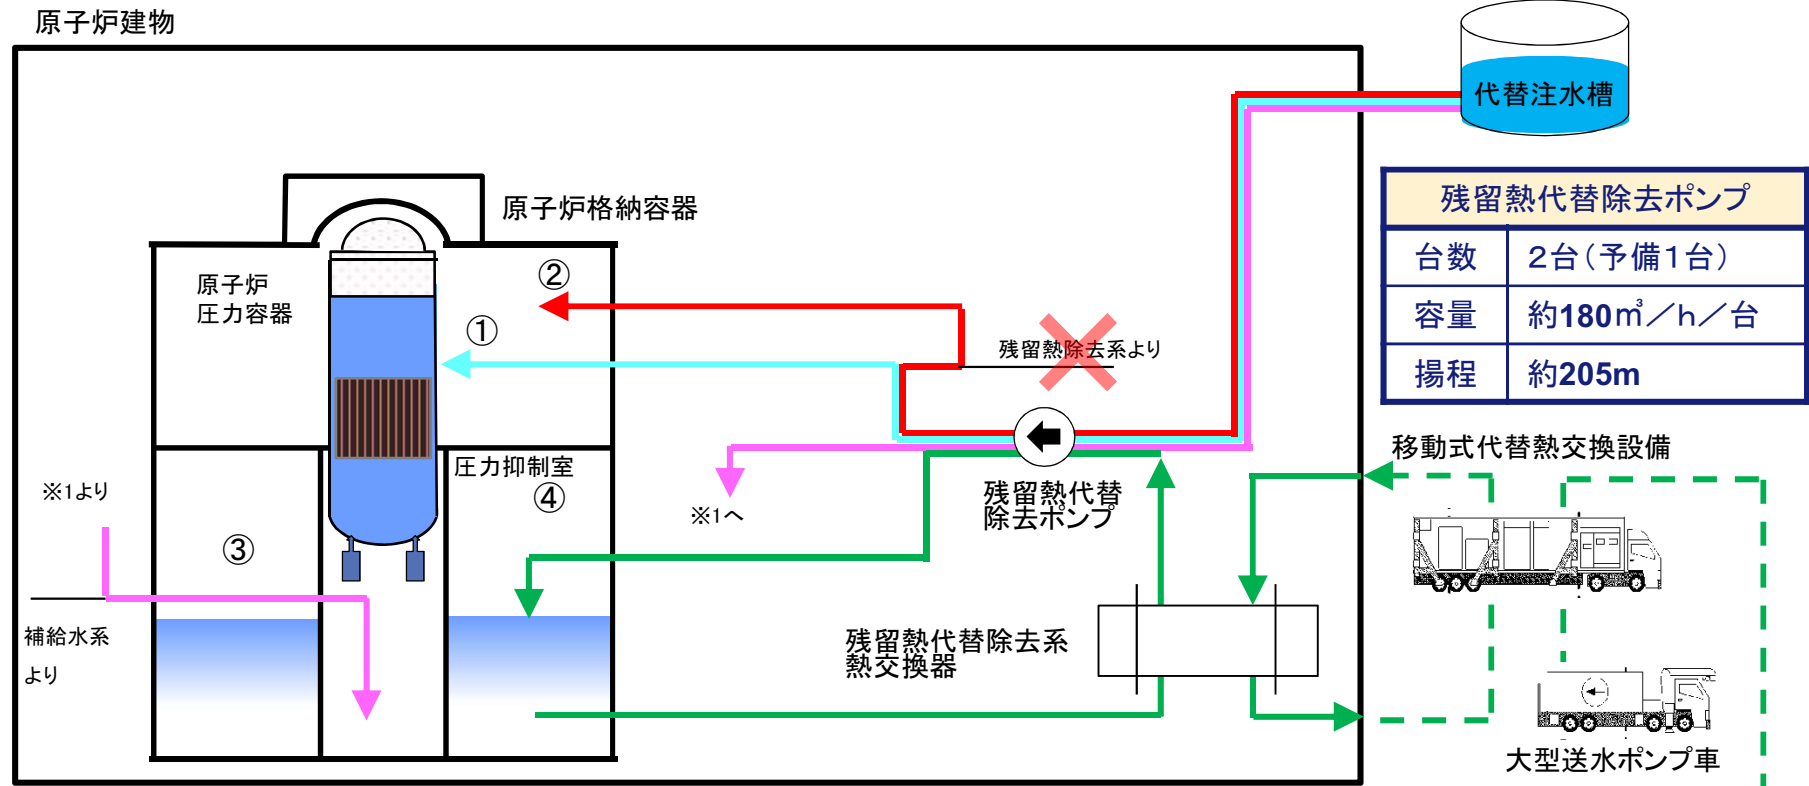 原子炉建物
代替注水槽
原子炉格納容器
残留熱代替除去ポンプ
台数 2台(予備1台)
容量 約180㎥/h/台
揚程 約205m
原子炉
圧力容器
②
①
残留熱除去系より
圧力抑制室
④
③
※1より
※1へ
残留熱代替
除去ポンプ
移動式代替熱交換設備
補給水系
より
残留熱代替除去系
熱交換器
大型送水ポンプ車